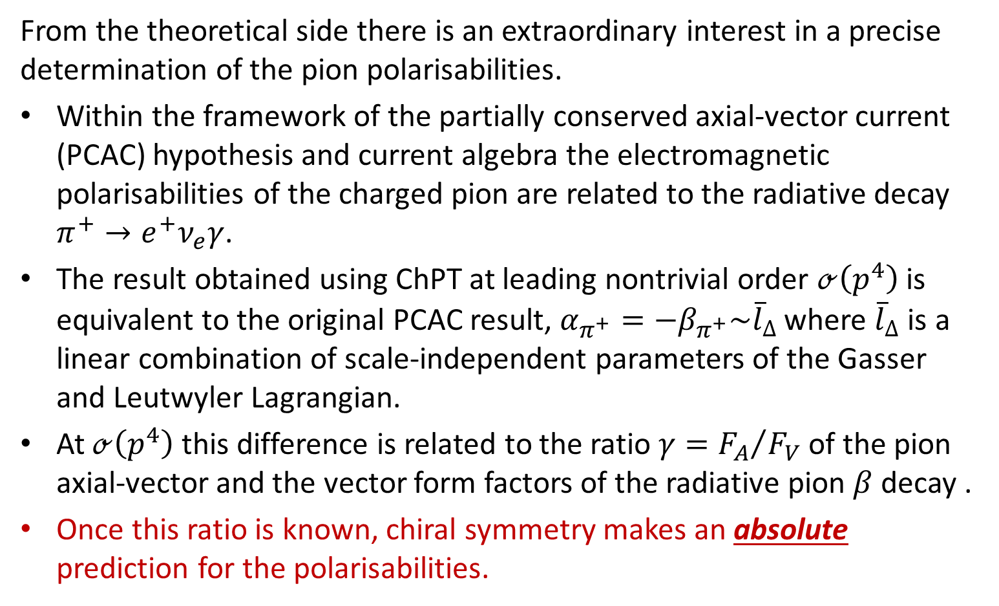 From the theoretical side there is an extraordinary interest in a precise
determination of the pion polarisabilities.
• Within the framework of the partially conserved axial-vector current
(PCAC) hypothesis and current algebra the electromagnetic
polarisabilities of the charged pion are related to the radiative decay
π⁺ → e⁺νₑγ.
• The result obtained using ChPT at leading nontrivial order ℴ(p⁴) is
equivalent to the original PCAC result, α_π⁺ = −β_π⁺~l̄_Δ where l̄_Δ is a
linear combination of scale-independent parameters of the Gasser
and Leutwyler Lagrangian.
• At ℴ(p⁴) this difference is related to the ratio γ = F_A/F_V of the pion
axial-vector and the vector form factors of the radiative pion β decay .
• Once this ratio is known, chiral symmetry makes an absolute
prediction for the polarisabilities.